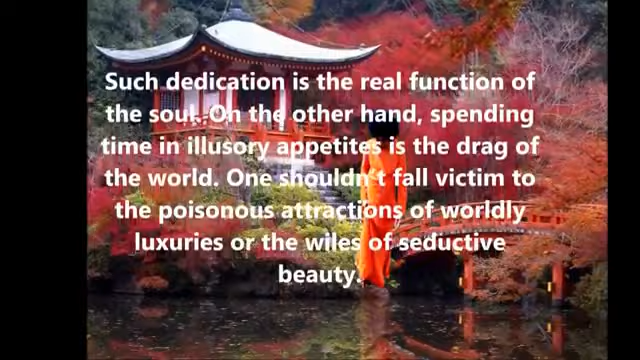 Such dedication is the real function of
the soul. On the other hand, spending
time in illusory appetites is the drag of
the world. One shouldn't fall victim to
the poisonous attractions of worldly
luxuries or the wiles of seductive
beauty.